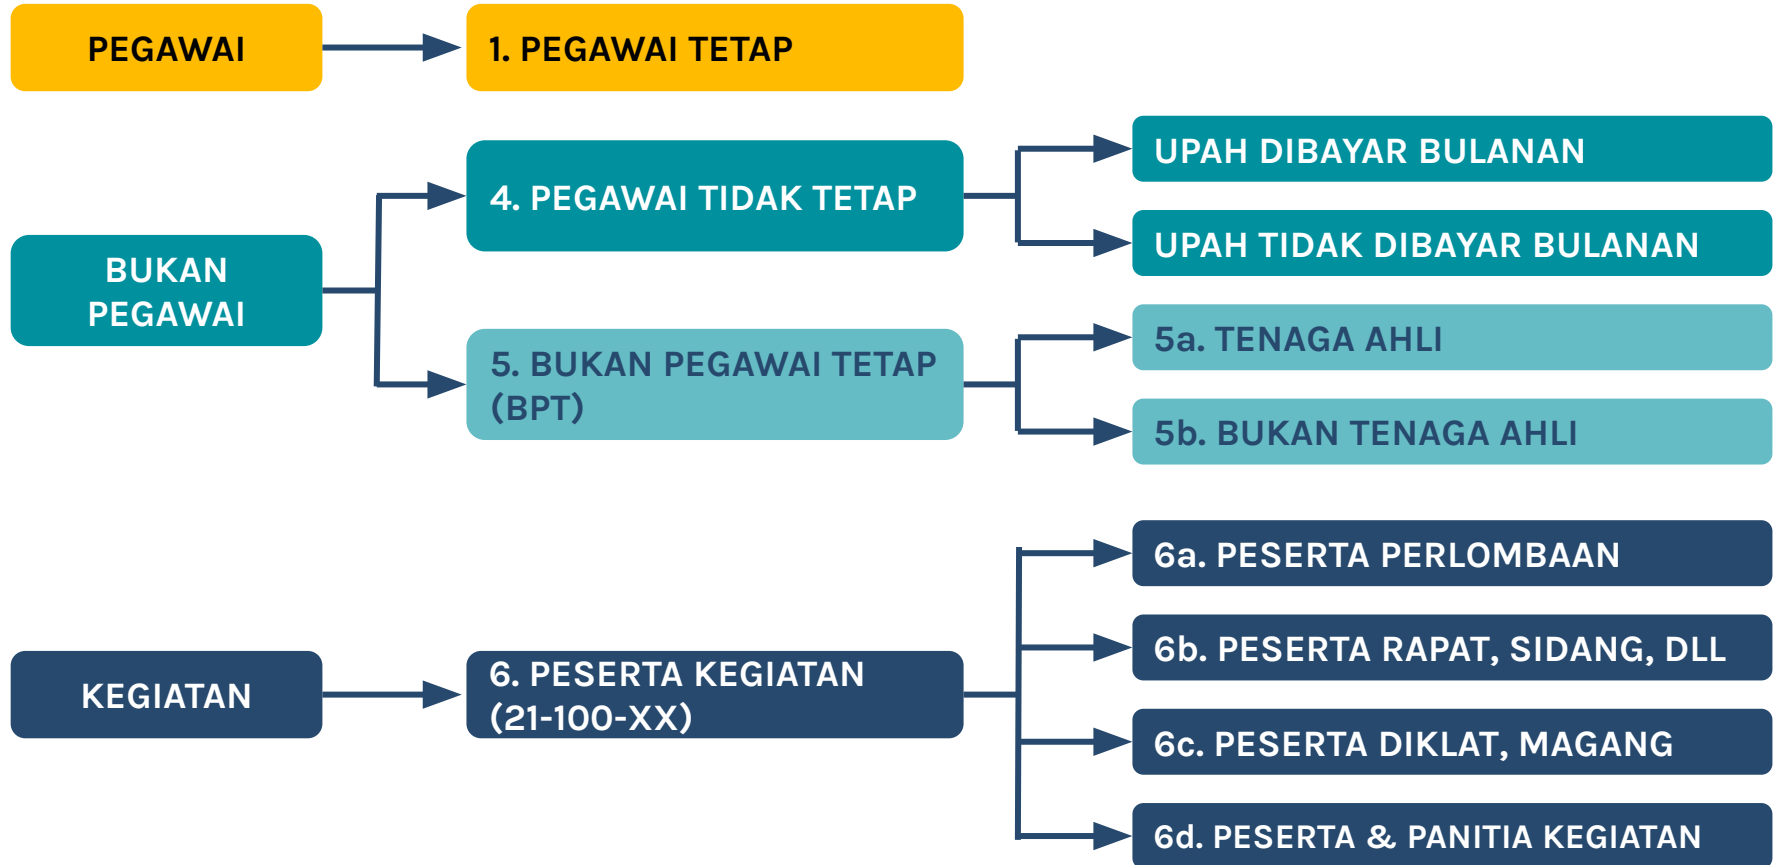 PEGAWAI
1. PEGAWAI TETAP
BUKAN
PEGAWAI
4. PEGAWAI TIDAK TETAP
UPAH DIBAYAR BULANAN
UPAH TIDAK DIBAYAR BULANAN
5. BUKAN PEGAWAI TETAP
(BPT)
5a. TENAGA AHLI
5b. BUKAN TENAGA AHLI
KEGIATAN
6. PESERTA KEGIATAN
(21-100-XX)
6a. PESERTA PERLOMBAAN
6b. PESERTA RAPAT, SIDANG, DLL
6c. PESERTA DIKLAT, MAGANG
6d. PESERTA & PANITIA KEGIATAN